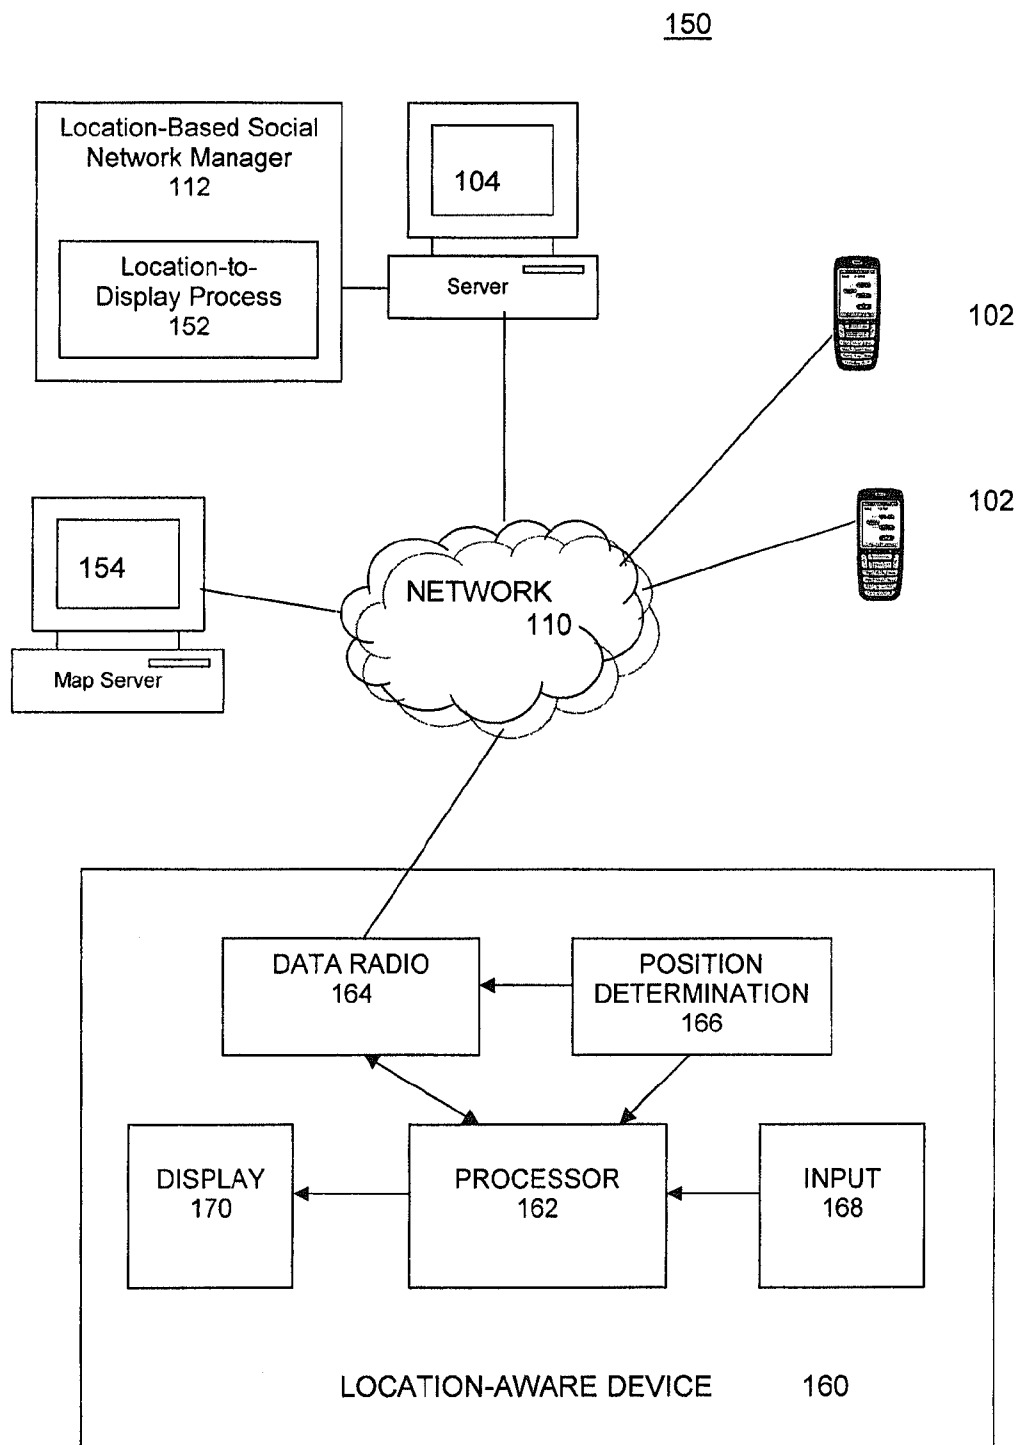 150
Location-Based Social
Network Manager
112
Location-to-
Display Process
152
104
Server
102
102
154
Map Server
NETWORK
110
DATA RADIO
164
POSITION
DETERMINATION
166
DISPLAY
170
PROCESSOR
162
INPUT
168
LOCATION-AWARE DEVICE 160